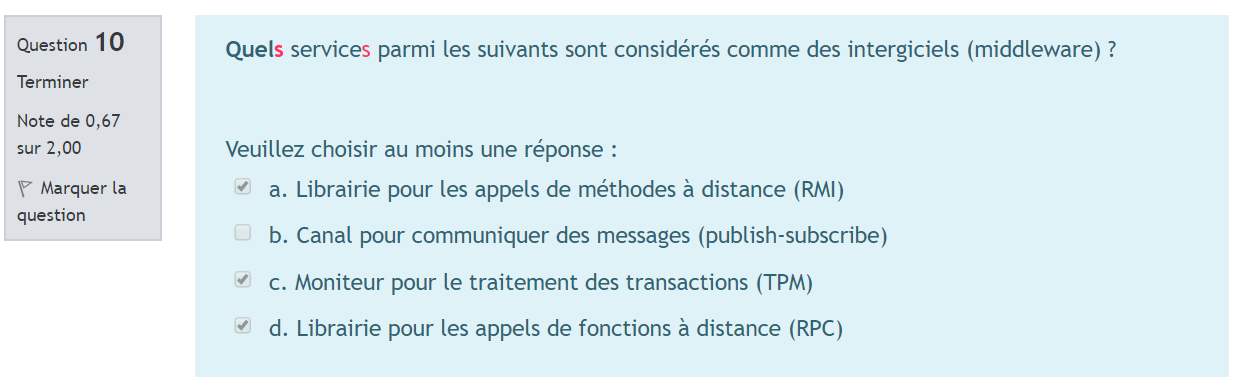 Question 10
Terminer
Note de 0,67
sur 2,00
Marquer la
question
Quels services parmi les suivants sont considérés comme des intergiciels (middleware) ?
Veuillez choisir au moins une réponse :
a. Librairie pour les appels de méthodes à distance (RMI)
b. Canal pour communiquer des messages (publish-subscribe)
c. Moniteur pour le traitement des transactions (TPM)
d. Librairie pour les appels de fonctions à distance (RPC)